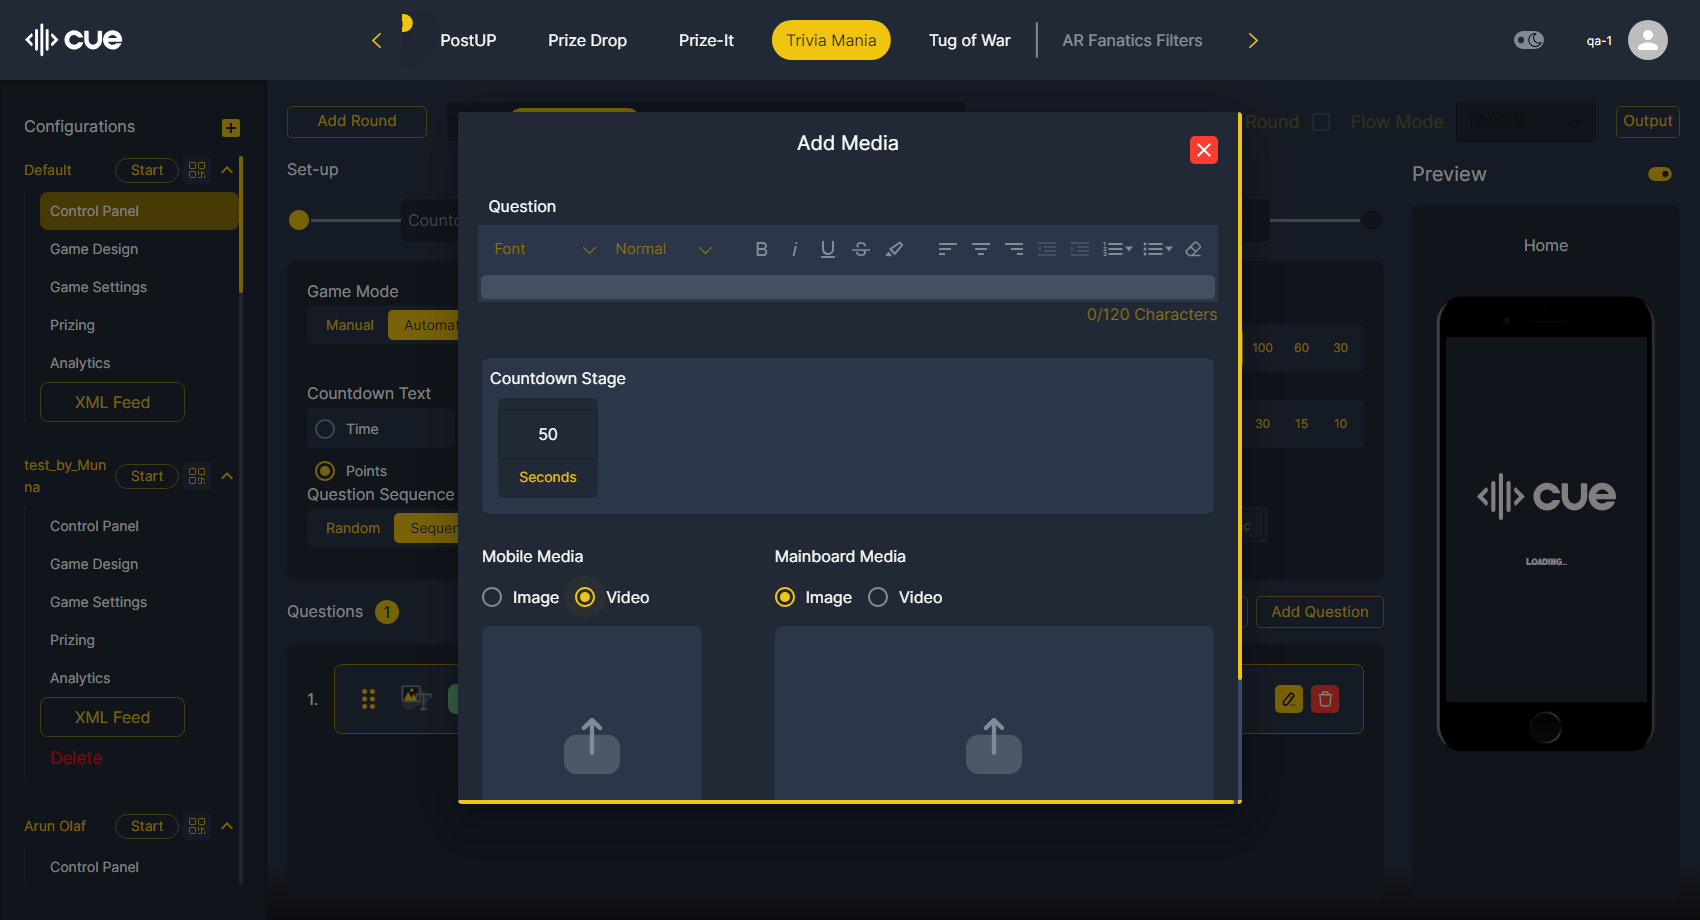 cue
PostUP
Prize Drop
Prize-It
Trivia Mania
Tug of War
AR Fanatics Filters
qa-1
Configurations
Default
Start
Control Panel
Game Design
Game Settings
Prizing
Analytics
XML Feed
test_by_Mun
na
Start
Control Panel
Game Design
Game Settings
Prizing
Analytics
XML Feed
Delete
Arun Olaf
Start
Control Panel
Add Round
Round
Flow Mode
Manual
Output
Set-up
Game Mode
Manual
Countdown Text
Time
Points
Question Sequence
Random
Questions
1
Add Question
1.
100
60
30
30
15
10
Add Media
Question
Font
Normal
B
i
U
S
0/120 Characters
Countdown Stage
50
Seconds
Mobile Media
Image
Video
Mainboard Media
Image
Video
Preview
Home
cue
LOADING...